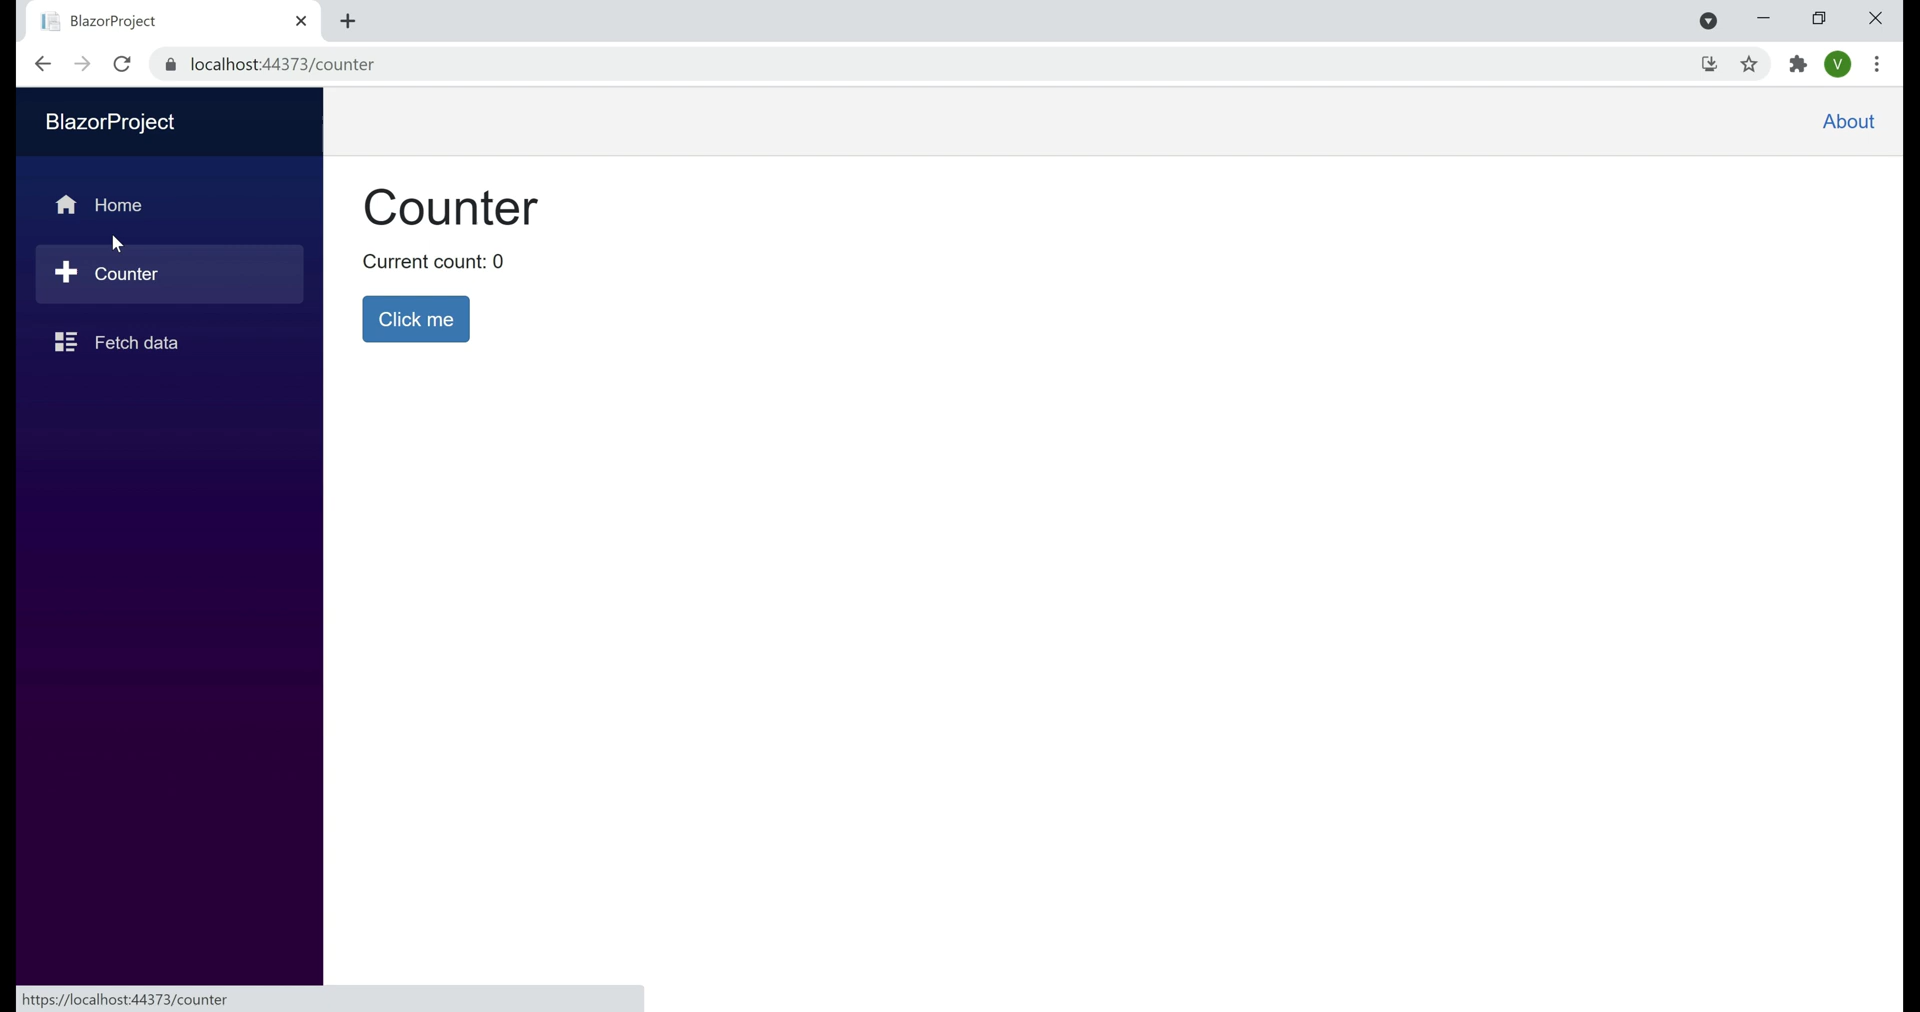 BlazorProject
localhost:44373/counter
V
BlazorProject
About
Home
Counter
Fetch data
Counter
Current count: 0
Click me
https://localhost:44373/counter